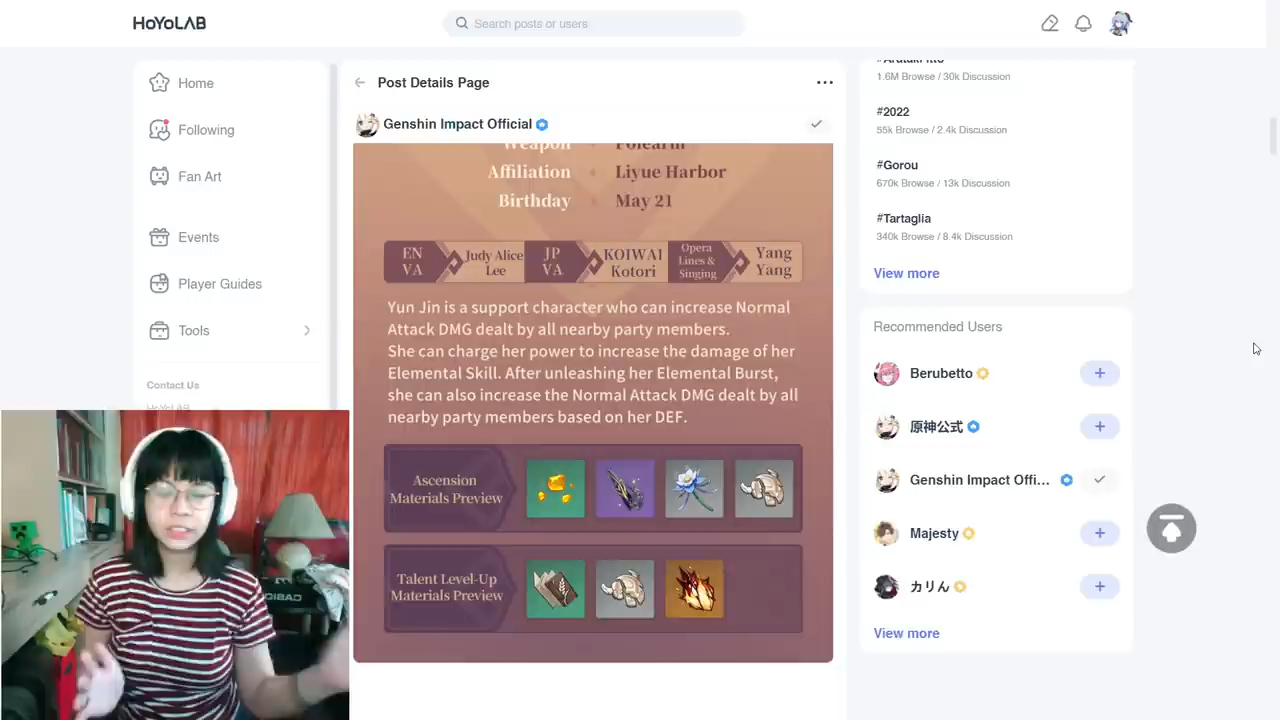 HoYoLAB
Search posts or users
Home
Following
Fan Art
Events
Player Guides
Tools
Contact Us
HoYoLAB
Post Details Page
Genshin Impact Official
Weapon Polearm
Affiliation Liyue Harbor
Birthday May 21
EN VA
Judy Alice Lee
JP VA
KOIWAI Kotori
Opera Lines & Singing
Yang Yang
Yun Jin is a support character who can increase Normal
Attack DMG dealt by all nearby party members.
She can charge her power to increase the damage of her
Elemental Skill. After unleashing her Elemental Burst,
she can also increase the Normal Attack DMG dealt by all
nearby party members based on her DEF.
Ascension
Materials Preview
Talent Level-Up
Materials Preview
1.6M Browse / 30k Discussion
#2022
55k Browse / 2.4k Discussion
#Gorou
670k Browse / 13k Discussion
#Tartaglia
340k Browse / 8.4k Discussion
View more
Recommended Users
Berubetto
原神公式
Genshin Impact Offi...
Majesty
カリん
View more